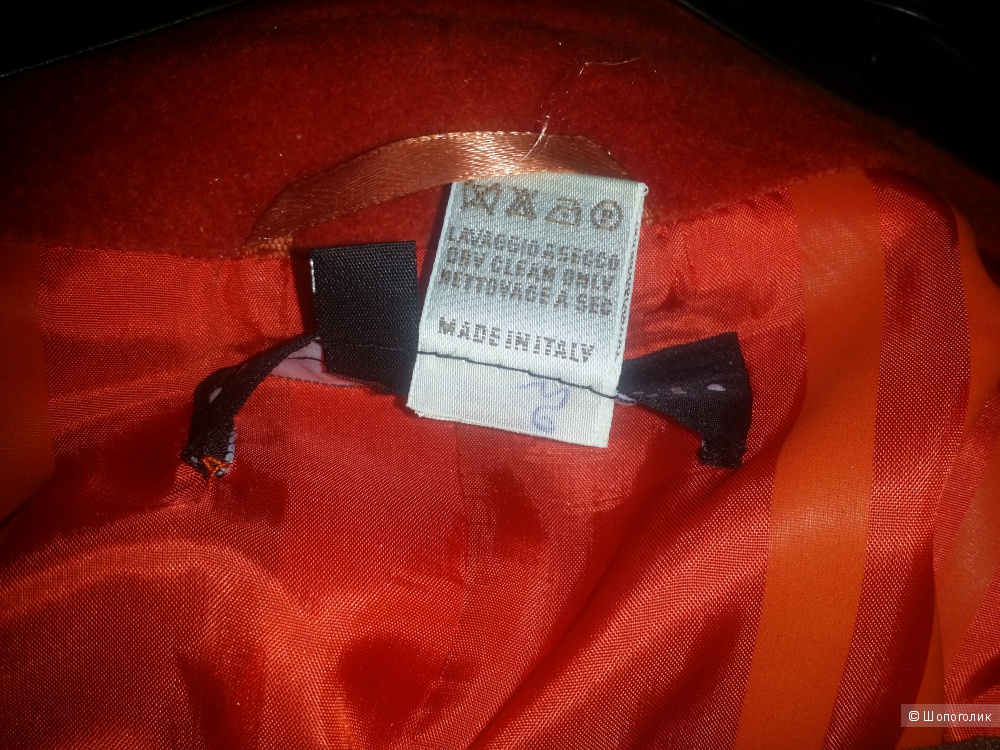 LAVAGGIO A SECCO
DRY CLEAN ONLY
NETTOYAGE A SEC
MADE IN ITALY
© Шопоголик